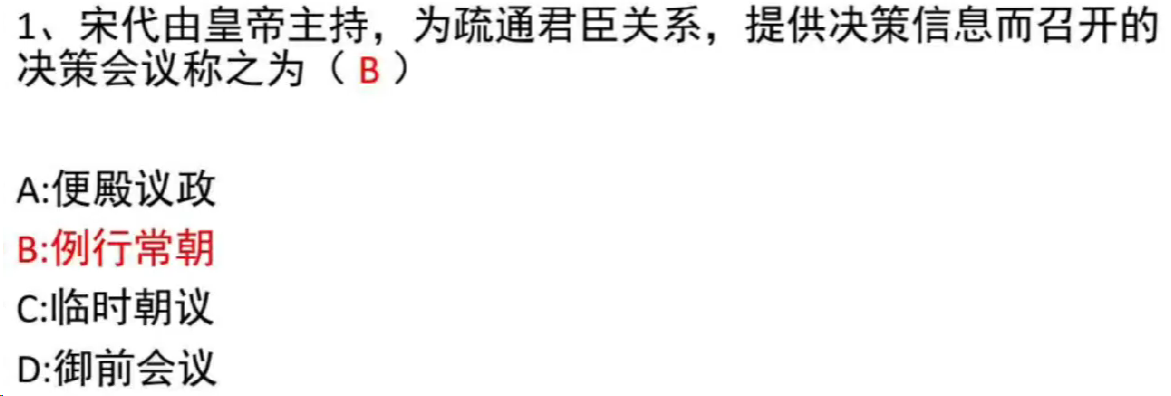 1、宋代由皇帝主持，为疏通君臣关系，提供决策信息而召开的
决策会议称之为（ B ）
A:便殿议政
B:例行常朝
C:临时朝议
D:御前会议